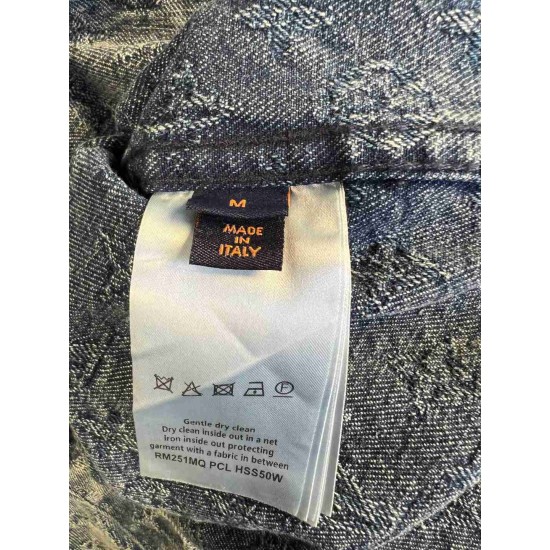 M
MADE
IN
ITALY
F
Gentle dry clean
Dry clean inside out in a net
Iron inside out protecting
garment with a fabric in between
RM251MQ PCL HSS50W